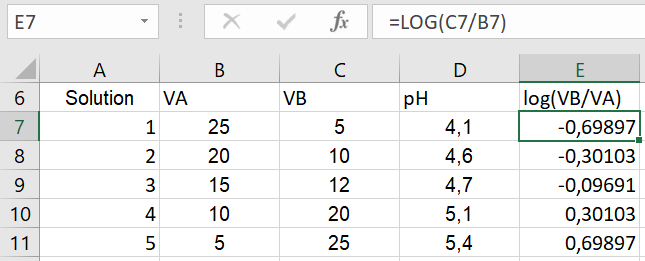 E7 fx =LOG(C7/B7)
A B C D E
6 Solution VA VB pH log(VB/VA)
7 1 25 5 4,1 -0,69897
8 2 20 10 4,6 -0,30103
9 3 15 12 4,7 -0,09691
10 4 10 20 5,1 0,30103
11 5 5 25 5,4 0,69897